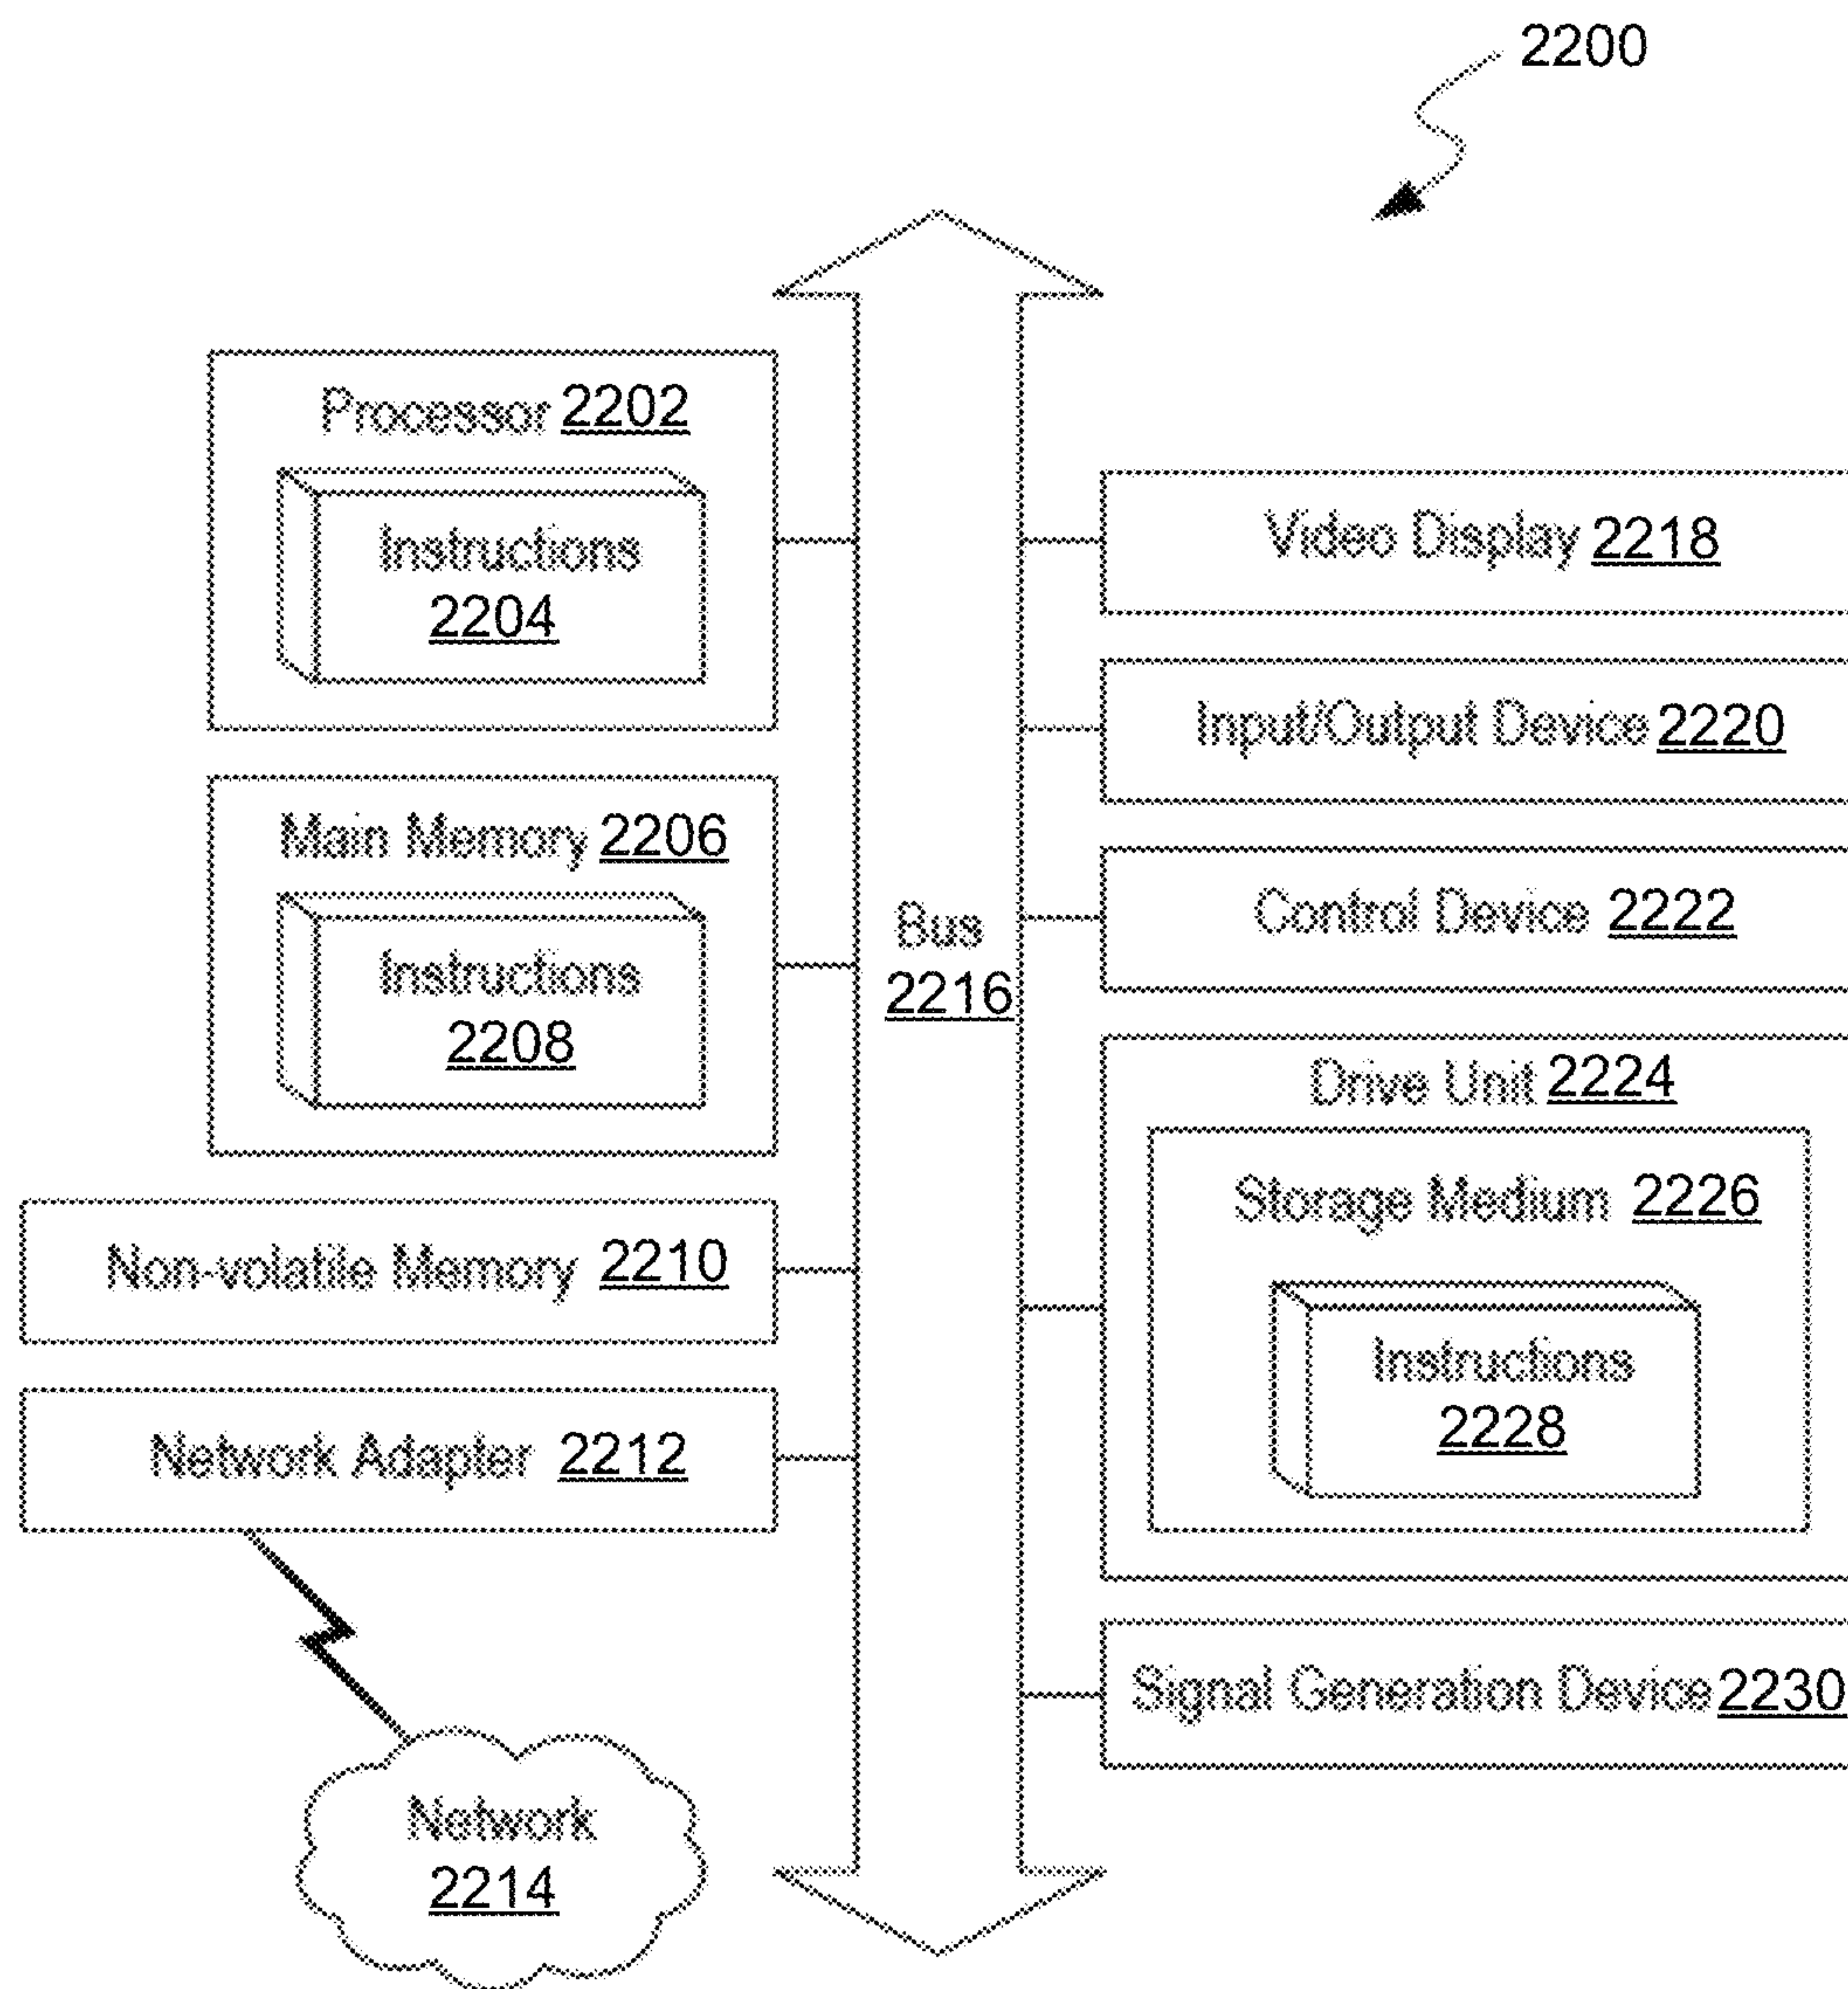 2200
Processor 2202
Instructions
2204
Main Memory 2206
Instructions
2208
Non-volatile Memory 2210
Network Adapter 2212
Network
2214
Bus
2216
Video Display 2218
Input/Output Device 2220
Control Device 2222
Drive Unit 2224
Storage Medium 2226
Instructions
2228
Signal Generation Device 2230